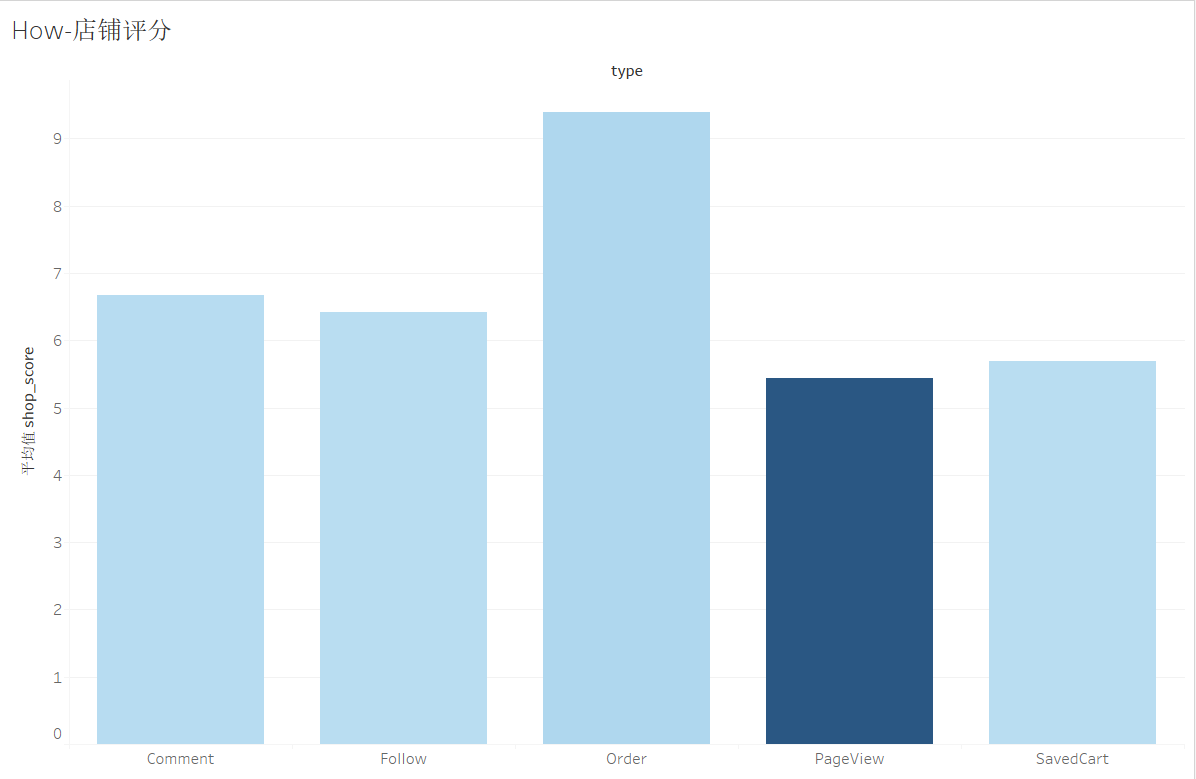 How-店铺评分
type
平均值 shop_score
9
8
7
6
5
4
3
2
1
0
Comment
Follow
Order
PageView
SavedCart